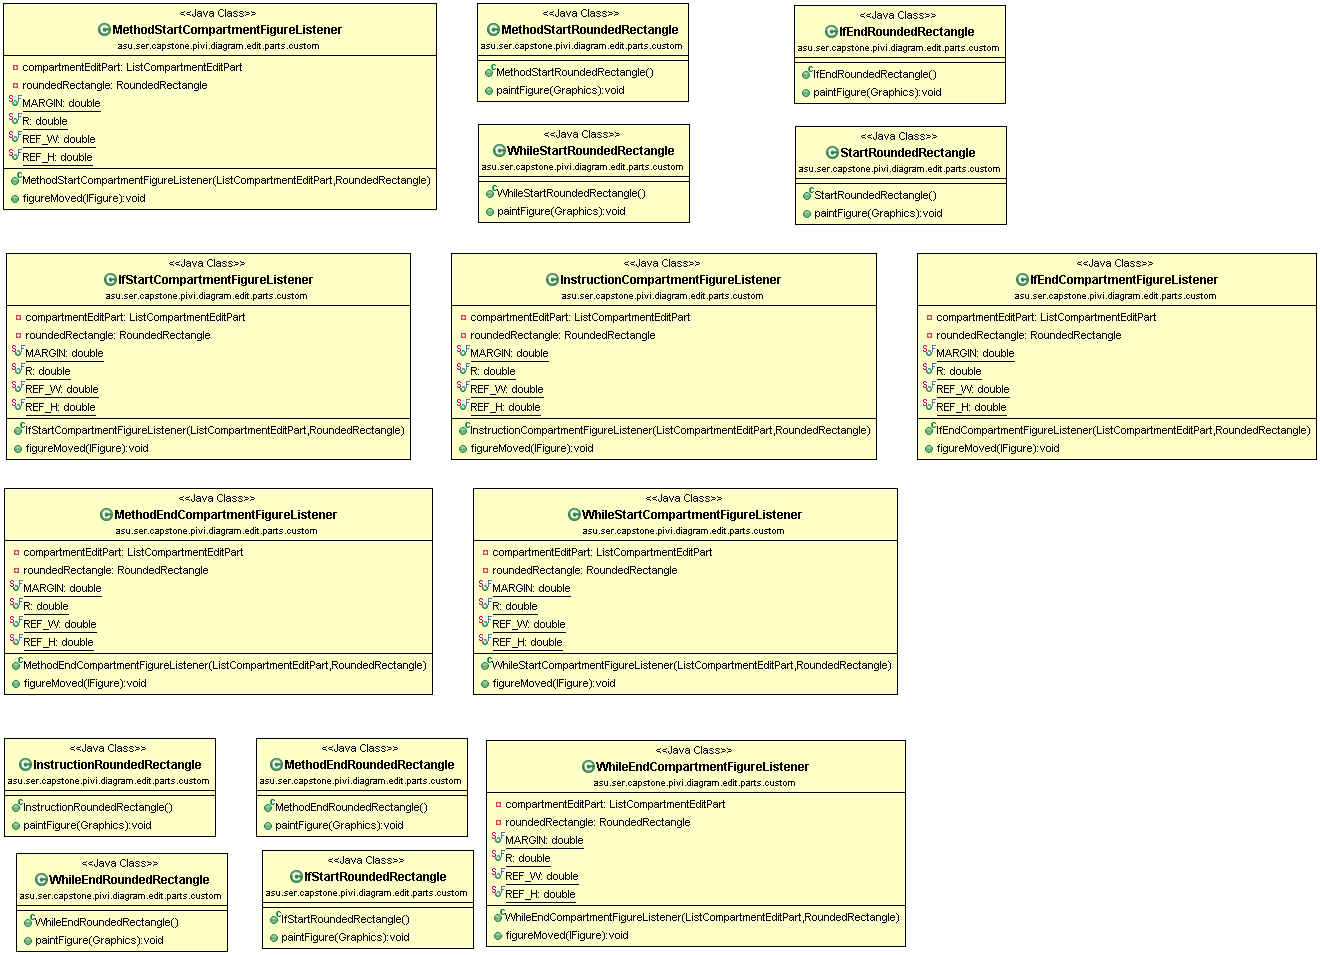 <<Java Class>>
MethodStartCompartmentFigureListener
asu.ser.capstone.pivi.diagram.edit.parts.custom
compartmentEditPart: ListCompartmentEditPart
roundedRectangle: RoundedRectangle
MARGIN: double
R: double
REF_W: double
REF_H: double
MethodStartCompartmentFigureListener(ListCompartmentEditPart,RoundedRectangle)
figureMoved(IFigure):void
<<Java Class>>
MethodStartRoundedRectangle
asu.ser.capstone.pivi.diagram.edit.parts.custom
MethodStartRoundedRectangle()
paintFigure(Graphics):void
<<Java Class>>
IfEndRoundedRectangle
asu.ser.capstone.pivi.diagram.edit.parts.custom
IfEndRoundedRectangle()
paintFigure(Graphics):void
<<Java Class>>
WhileStartRoundedRectangle
asu.ser.capstone.pivi.diagram.edit.parts.custom
WhileStartRoundedRectangle()
paintFigure(Graphics):void
<<Java Class>>
StartRoundedRectangle
asu.ser.capstone.pivi.diagram.edit.parts.custom
StartRoundedRectangle()
paintFigure(Graphics):void
<<Java Class>>
IfStartCompartmentFigureListener
asu.ser.capstone.pivi.diagram.edit.parts.custom
compartmentEditPart: ListCompartmentEditPart
roundedRectangle: RoundedRectangle
MARGIN: double
R: double
REF_W: double
REF_H: double
IfStartCompartmentFigureListener(ListCompartmentEditPart,RoundedRectangle)
figureMoved(IFigure):void
<<Java Class>>
InstructionCompartmentFigureListener
asu.ser.capstone.pivi.diagram.edit.parts.custom
compartmentEditPart: ListCompartmentEditPart
roundedRectangle: RoundedRectangle
MARGIN: double
R: double
REF_W: double
REF_H: double
InstructionCompartmentFigureListener(ListCompartmentEditPart,RoundedRectangle)
figureMoved(IFigure):void
<<Java Class>>
IfEndCompartmentFigureListener
asu.ser.capstone.pivi.diagram.edit.parts.custom
compartmentEditPart: ListCompartmentEditPart
roundedRectangle: RoundedRectangle
MARGIN: double
R: double
REF_W: double
REF_H: double
IfEndCompartmentFigureListener(ListCompartmentEditPart,RoundedRectangle)
figureMoved(IFigure):void
<<Java Class>>
MethodEndCompartmentFigureListener
asu.ser.capstone.pivi.diagram.edit.parts.custom
compartmentEditPart: ListCompartmentEditPart
roundedRectangle: RoundedRectangle
MARGIN: double
R: double
REF_W: double
REF_H: double
MethodEndCompartmentFigureListener(ListCompartmentEditPart,RoundedRectangle)
figureMoved(IFigure):void
<<Java Class>>
WhileStartCompartmentFigureListener
asu.ser.capstone.pivi.diagram.edit.parts.custom
compartmentEditPart: ListCompartmentEditPart
roundedRectangle: RoundedRectangle
MARGIN: double
R: double
REF_W: double
REF_H: double
WhileStartCompartmentFigureListener(ListCompartmentEditPart,RoundedRectangle)
figureMoved(IFigure):void
<<Java Class>>
InstructionRoundedRectangle
asu.ser.capstone.pivi.diagram.edit.parts.custom
InstructionRoundedRectangle()
paintFigure(Graphics):void
<<Java Class>>
MethodEndRoundedRectangle
asu.ser.capstone.pivi.diagram.edit.parts.custom
MethodEndRoundedRectangle()
paintFigure(Graphics):void
<<Java Class>>
WhileEndCompartmentFigureListener
asu.ser.capstone.pivi.diagram.edit.parts.custom
compartmentEditPart: ListCompartmentEditPart
roundedRectangle: RoundedRectangle
MARGIN: double
R: double
REF_W: double
REF_H: double
WhileEndCompartmentFigureListener(ListCompartmentEditPart,RoundedRectangle)
figureMoved(IFigure):void
<<Java Class>>
WhileEndRoundedRectangle
asu.ser.capstone.pivi.diagram.edit.parts.custom
WhileEndRoundedRectangle()
paintFigure(Graphics):void
<<Java Class>>
IfStartRoundedRectangle
asu.ser.capstone.pivi.diagram.edit.parts.custom
IfStartRoundedRectangle()
paintFigure(Graphics):void